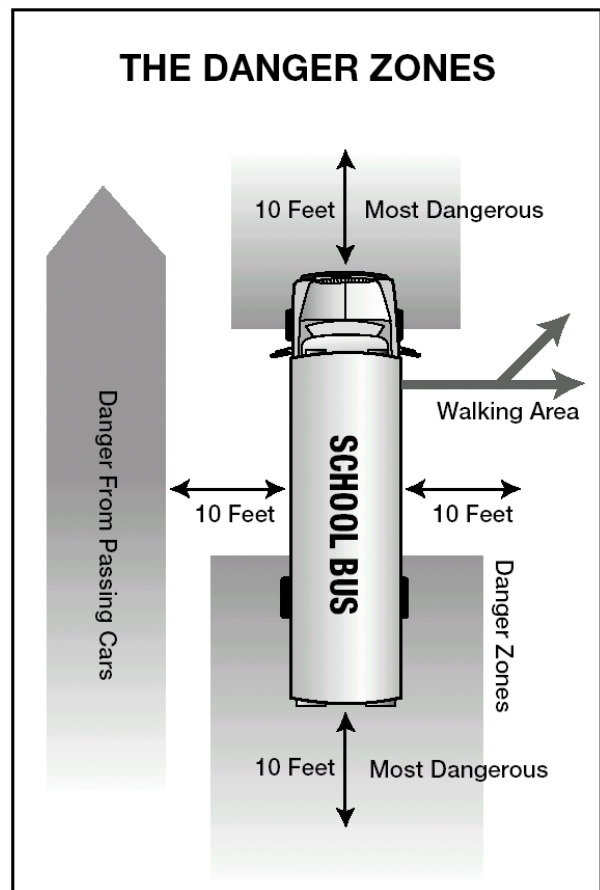 THE DANGER ZONES
10 Feet
Most Dangerous
Walking Area
Danger From Passing Cars
SCHOOL BUS
10 Feet
10 Feet
Danger Zones
10 Feet
Most Dangerous